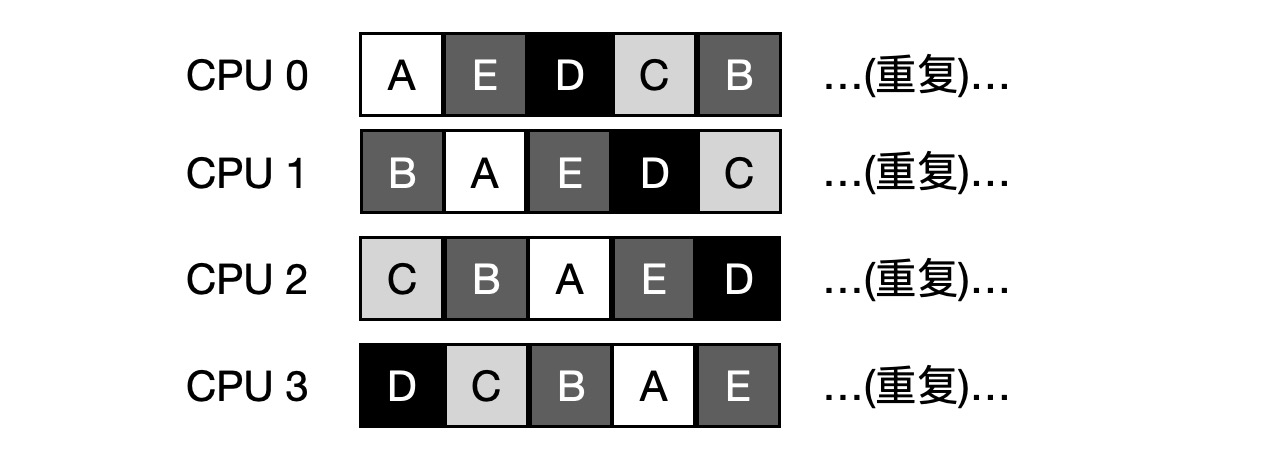 CPU 0 A E D C B ...(重复)...
CPU 1 B A E D C ...(重复)...
CPU 2 C B A E D ...(重复)...
CPU 3 D C B A E ...(重复)...